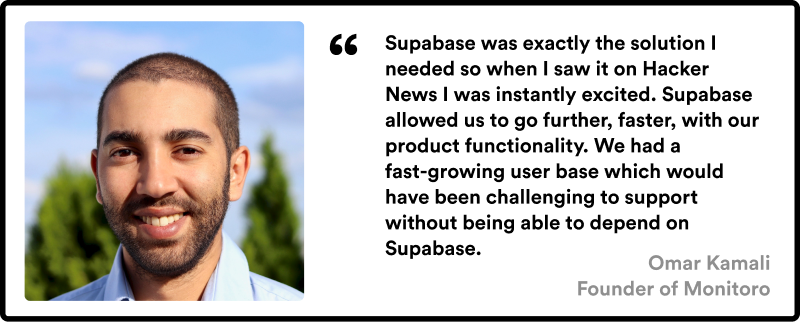 “
Supabase was exactly the solution I
needed so when I saw it on Hacker
News I was instantly excited. Supabase
allowed us to go further, faster, with our
product functionality. We had a
fast-growing user base which would
have been challenging to support
without being able to depend on
Supabase.
Omar Kamali
Founder of Monitoro